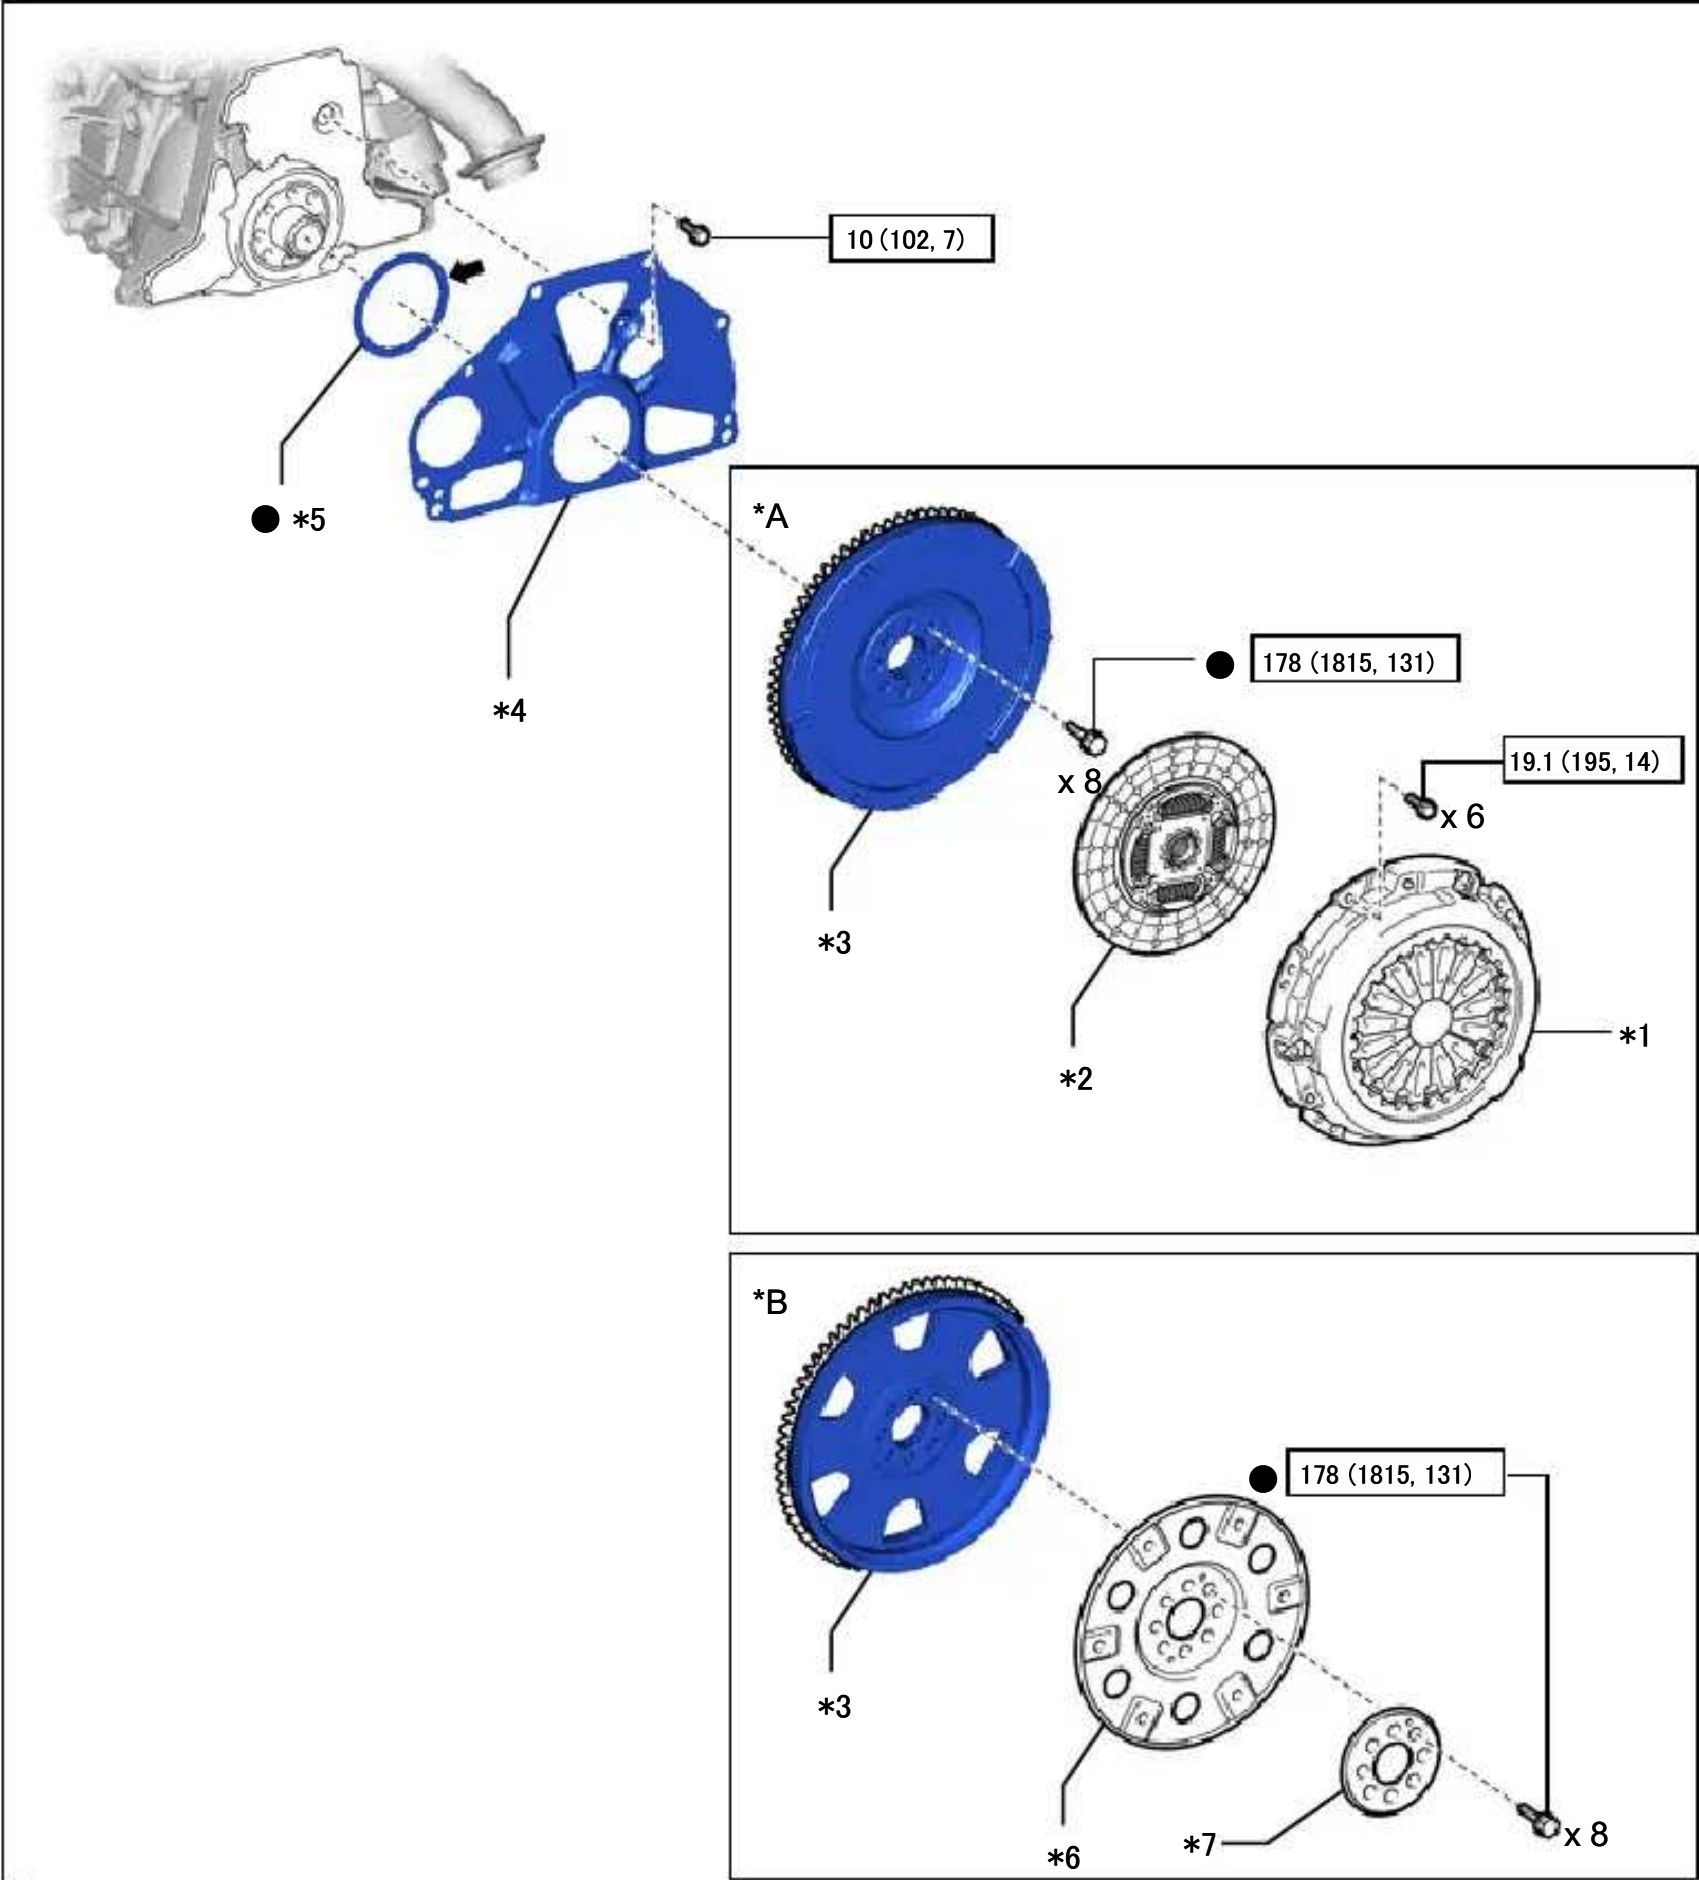 10 (102, 7)
● *5
*4
*A
178 (1815, 131)
x 8
19.1 (195, 14)
x 6
*3
*2
*1
*B
178 (1815, 131)
*3
*6
*7
x 8